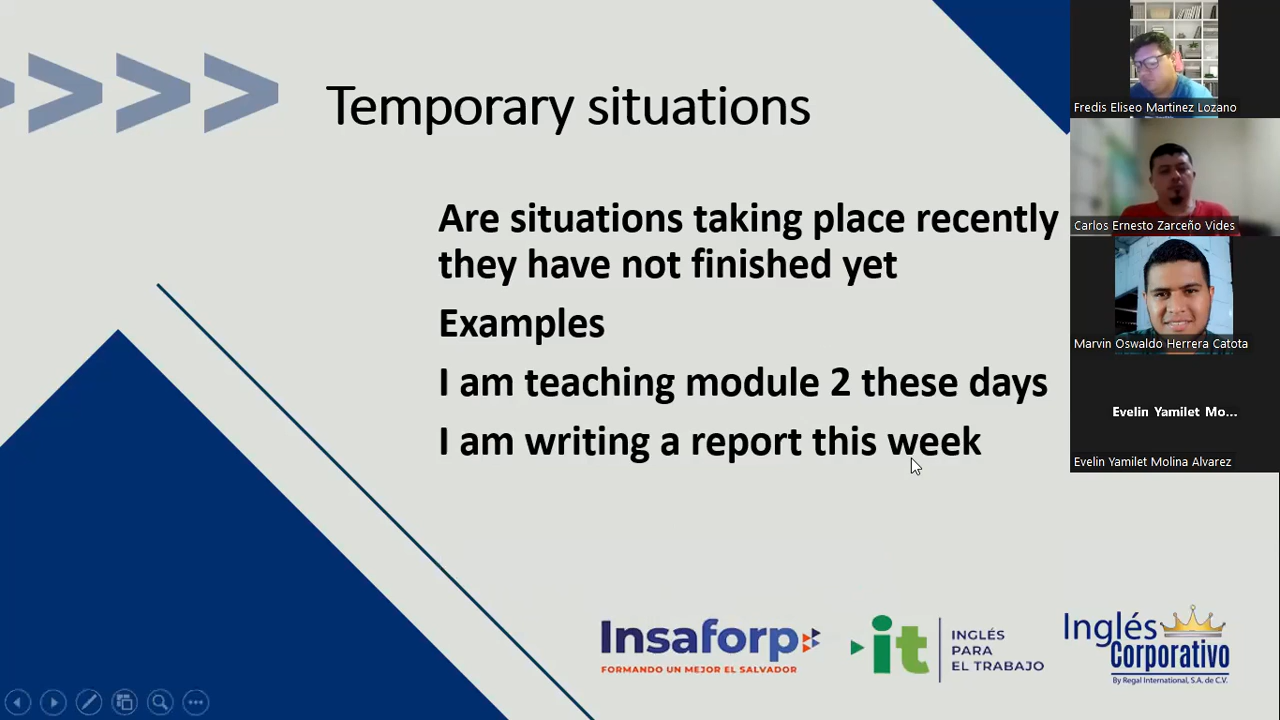 Temporary situations
Are situations taking place recently
they have not finished yet
Examples
I am teaching module 2 these days
I am writing a report this week
Fredis Eliseo Martinez Lozano
Carlos Ernesto Zarceño Vides
Marvin Oswaldo Herrera Catota
Evelin Yamilet Mo...
Evelin Yamilet Molina Alvarez
Insaforp
FORMANDO UN MEJOR EL SALVADOR
it
INGLÉS
PARA
EL TRABAJO
Inglés
Corporativo
By Regal International, S.A. de C.V.